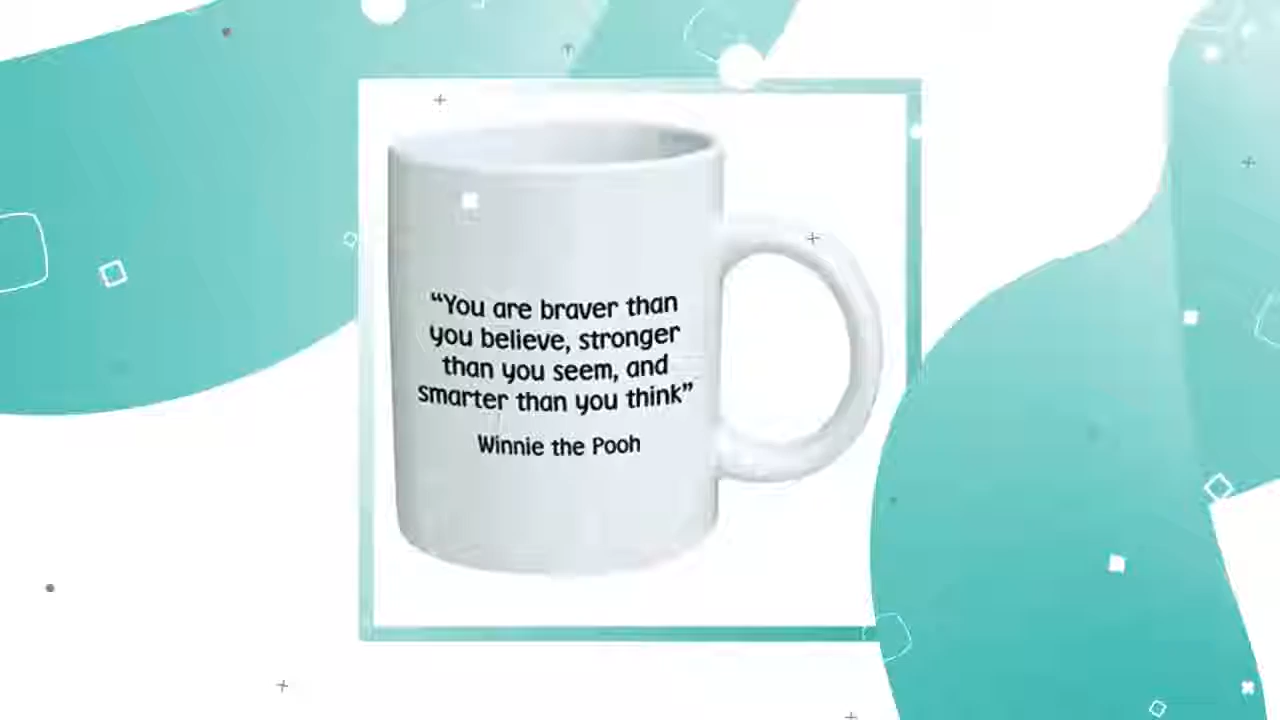 “You are braver than
you believe, stronger
than you seem, and
smarter than you think”
Winnie the Pooh